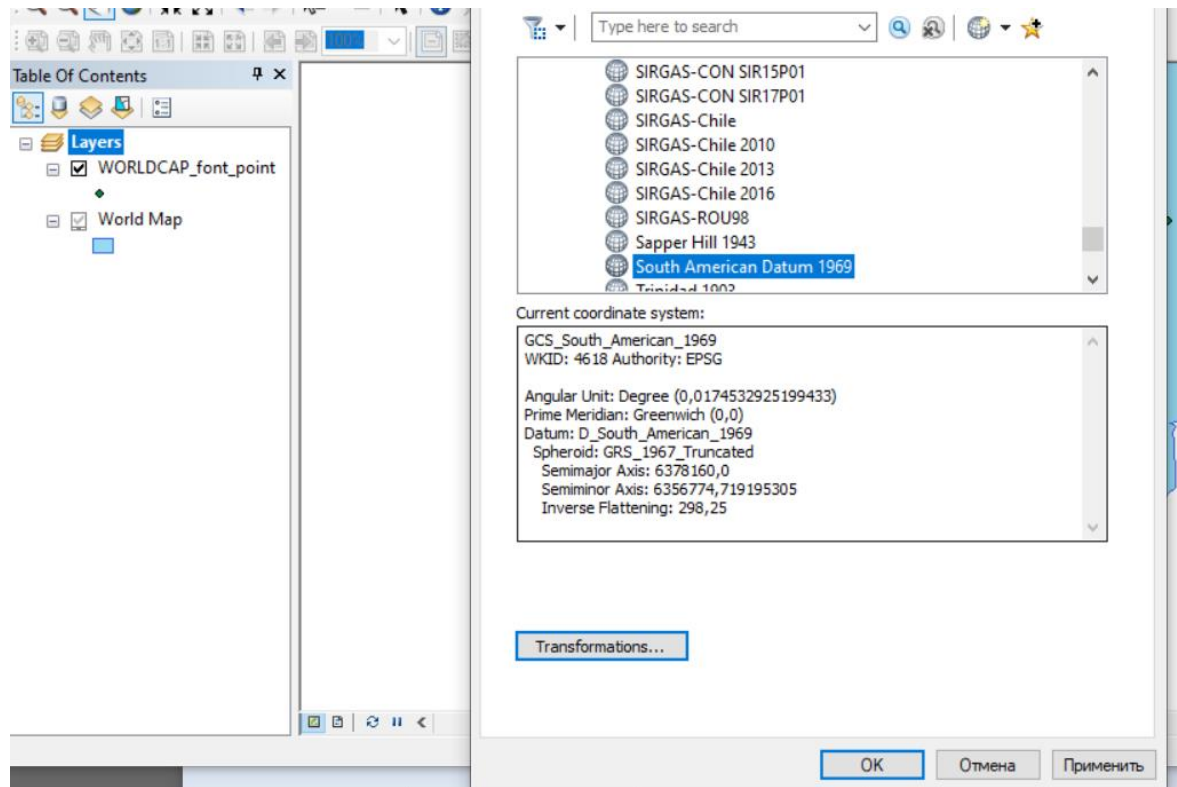 Type here to search
100%
Table Of Contents
Layers
WORLDCAP_font_point
World Map
SIRGAS-CON SIR15P01
SIRGAS-CON SIR17P01
SIRGAS-Chile
SIRGAS-Chile 2010
SIRGAS-Chile 2013
SIRGAS-Chile 2016
SIRGAS-ROU98
Sapper Hill 1943
South American Datum 1969
Trinidad 1903
Current coordinate system:
GCS_South_American_1969
WKID: 4618 Authority: EPSG
Angular Unit: Degree (0,0174532925199433)
Prime Meridian: Greenwich (0,0)
Datum: D_South_American_1969
Spheroid: GRS_1967_Truncated
Semimajor Axis: 6378160,0
Semiminor Axis: 6356774,719195305
Inverse Flattening: 298,25
Transformations...
OK
Отмена
Применить